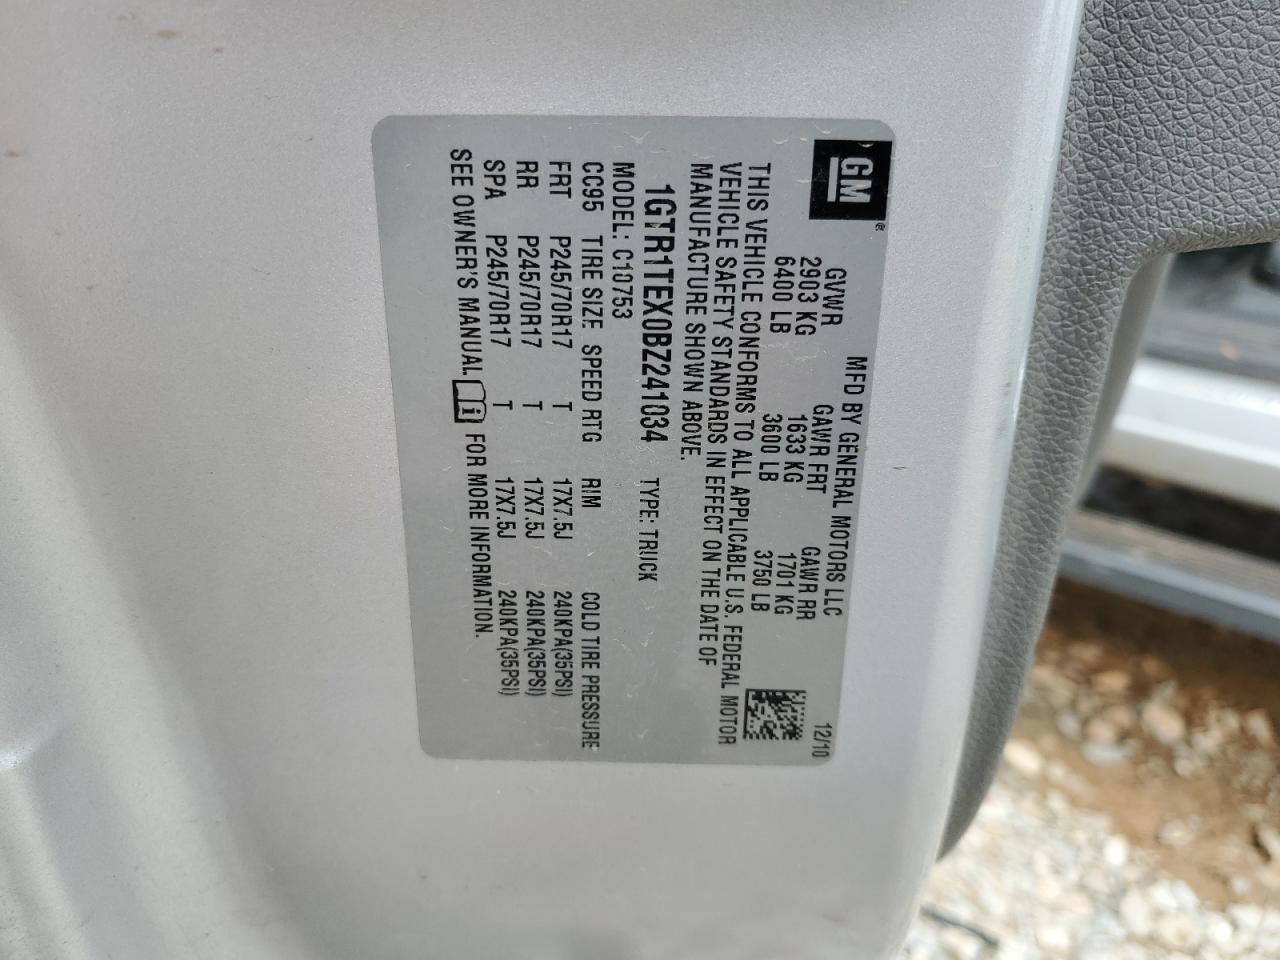 GM®
MFD BY GENERAL MOTORS LLC 12/10
GVWR GAWR FRT GAWR RR
2903 KG 1633 KG 1701 KG
6400 LB 3600 LB 3750 LB
THIS VEHICLE CONFORMS TO ALL APPLICABLE U.S. FEDERAL MOTOR
VEHICLE SAFETY STANDARDS IN EFFECT ON THE DATE OF
MANUFACTURE SHOWN ABOVE.
1GTR1TEX0BZ241034 TYPE: TRUCK
MODEL: C10753
CC95 TIRE SIZE SPEED RTG RIM COLD TIRE PRESSURE
FRT P245/70R17 T 17X7.5J 240KPA(35PSI)
RR P245/70R17 T 17X7.5J 240KPA(35PSI)
SPA P245/70R17 T 17X7.5J 240KPA(35PSI)
SEE OWNER'S MANUAL i FOR MORE INFORMATION.